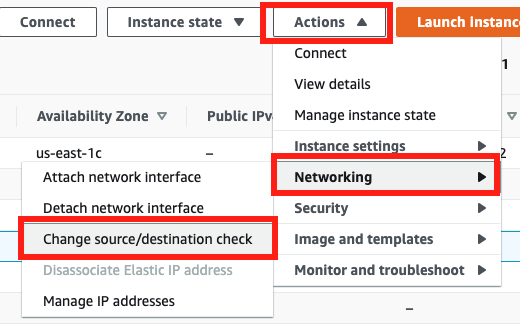 Connect
Instance state
Actions
Launch instanc
Connect
View details
Manage instance state
1
Availability Zone
Public IPv
us-east-1c
–
Instance settings
2
Attach network interface
Networking
Detach network interface
Security
Change source/destination check
Image and templates
Disassociate Elastic IP address
Monitor and troubleshoot
Manage IP addresses
–